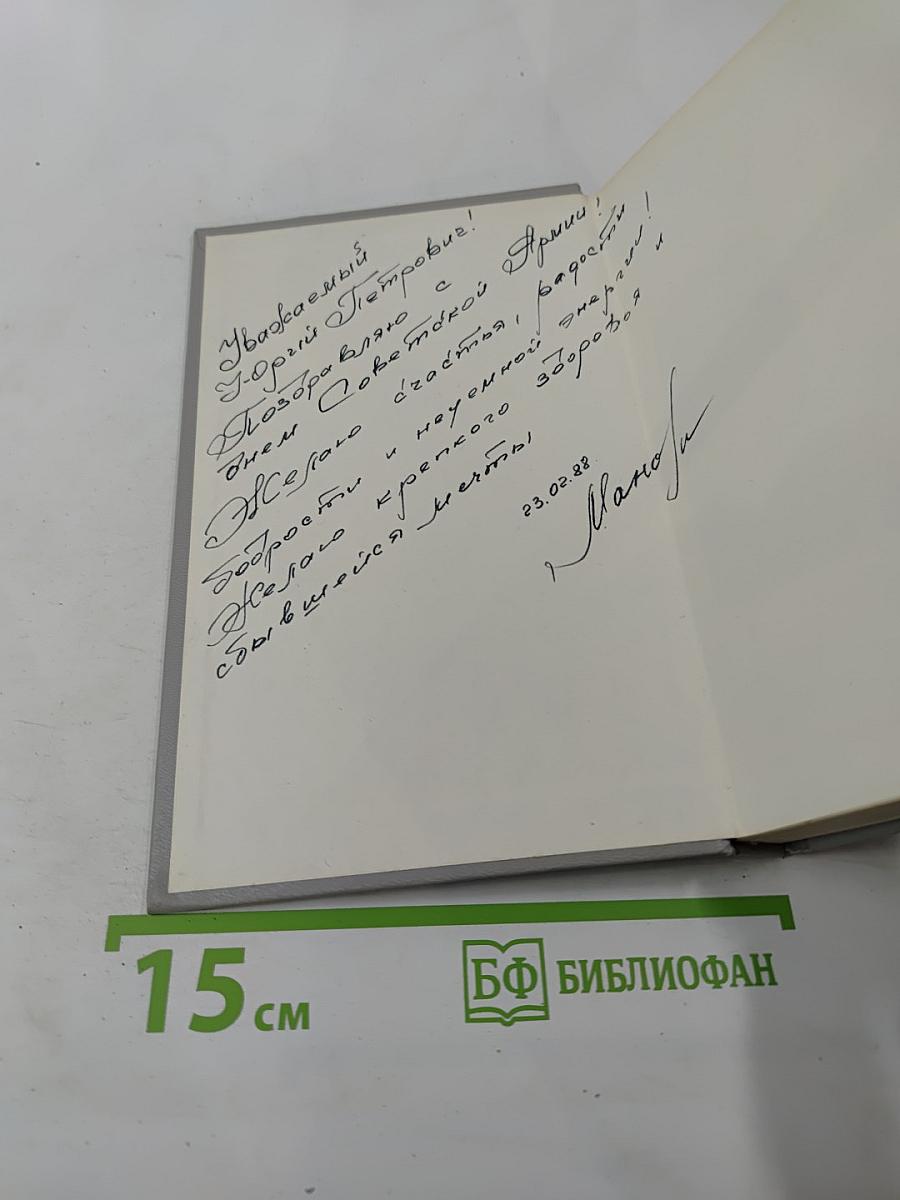 Уважаемый
Юрий Петрович!
Поздравляю с
днем Советской Армии!
Желаю счастья, радости
бодрости и неуемной энергии!
Желаю крепкого здоровья и
сбывшейся мечты
23.02.88.
15 см
БФ БИБЛИОФАН